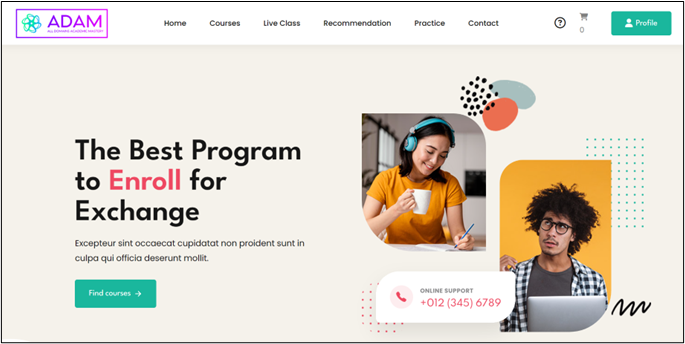 ADAM
ALL DOMAINS ACADEMIC MASTERY
Home Courses Live Class Recommendation Practice Contact
0
Profile
The Best Program
to Enroll for
Exchange
Excepteur sint occaecat cupidatat non proident sunt in
culpa qui officia deserunt mollit.
Find courses
ONLINE SUPPORT
+012 (345) 6789